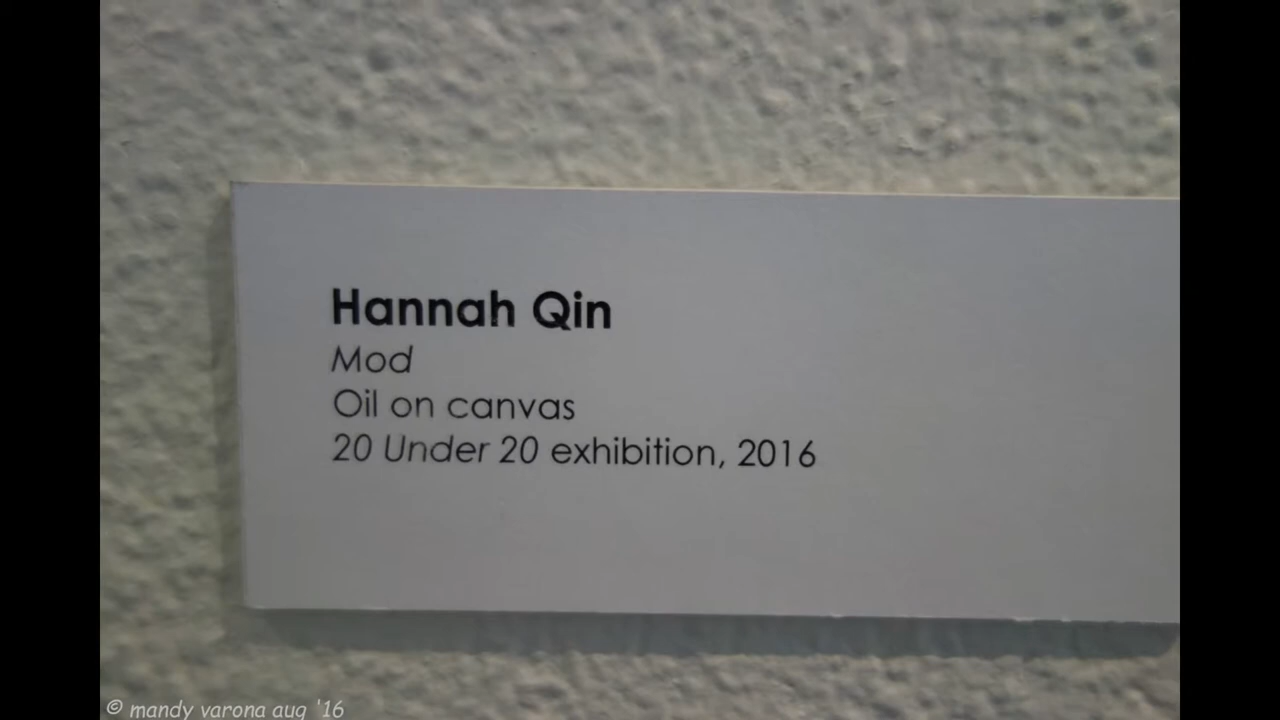 Hannah Qin
Mod
Oil on canvas
20 Under 20 exhibition, 2016
© mandy varona aug '16